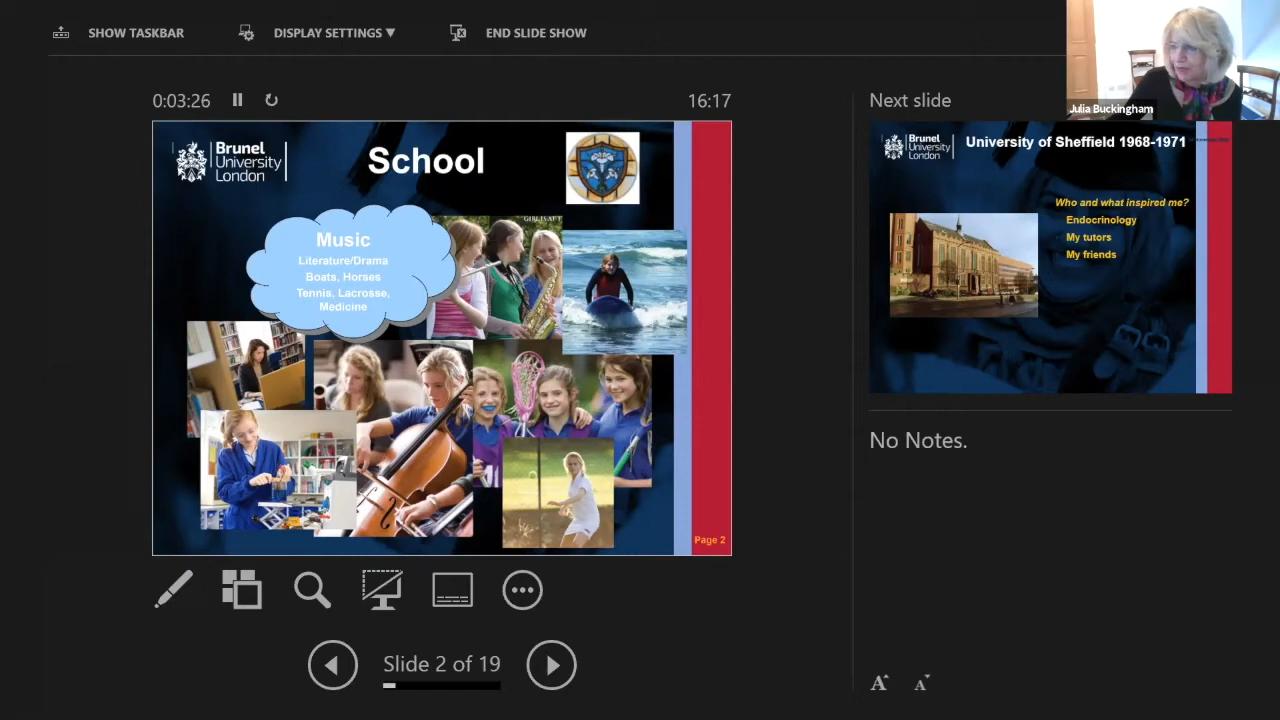 SHOW TASKBAR
DISPLAY SETTINGS ▼
END SLIDE SHOW
Julia Buckingham
0:03:26
16:17
Next slide
Brunel
University
London
School
GIRLS AUT
Music
Literature/Drama
Boats, Horses
Tennis, Lacrosse,
Medicine
Page 2
Brunel
University
London
University of Sheffield 1968-1971
Who and what inspired me?
Endocrinology
My tutors
My friends
No Notes.
Slide 2 of 19
A
A